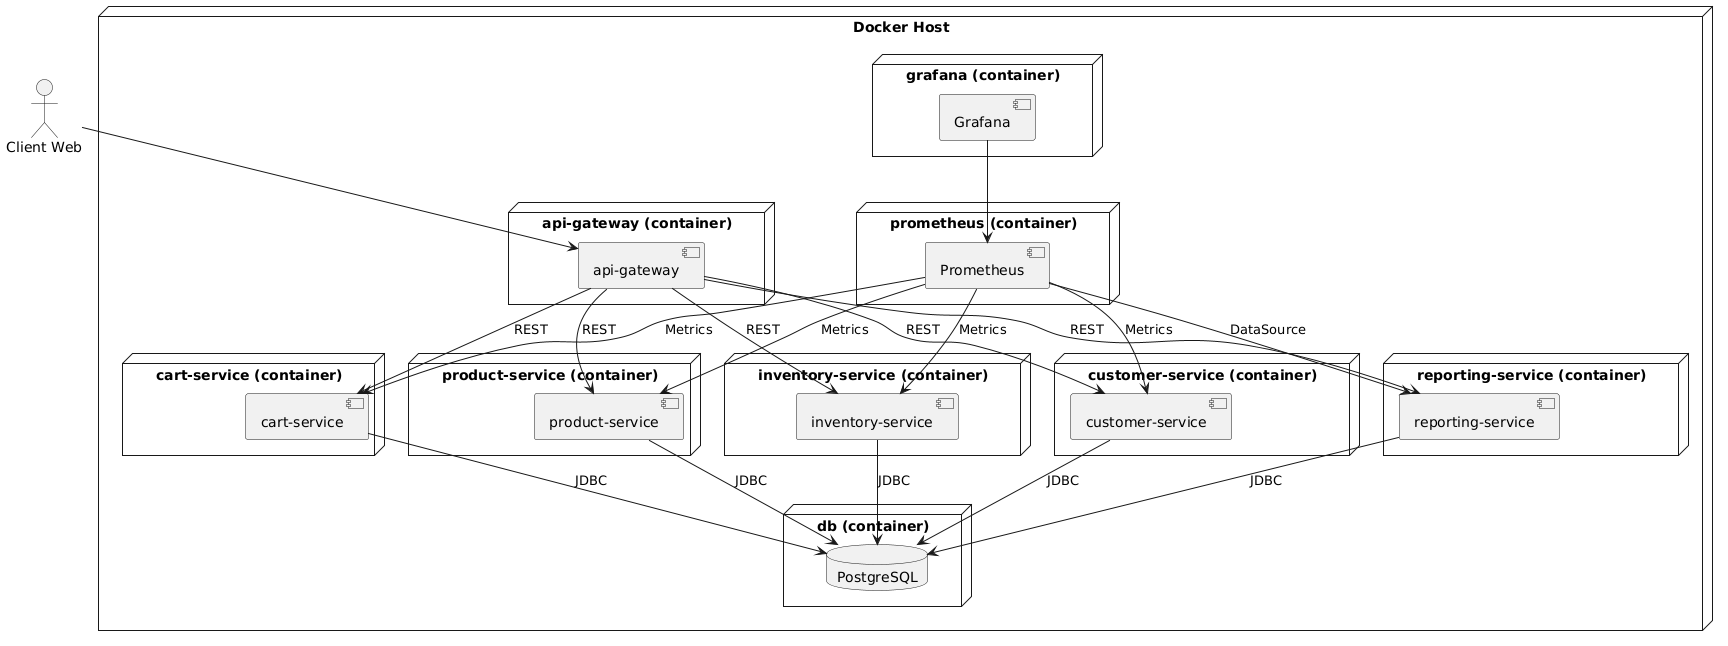 Docker Host
grafana (container)
Grafana
Client Web
api-gateway (container)
prometheus (container)
api-gateway
Prometheus
REST
REST
Metrics
REST
Metrics
REST
Metrics
REST
Metrics
DataSource
cart-service (container)
product-service (container)
inventory-service (container)
customer-service (container)
reporting-service (container)
cart-service
product-service
inventory-service
customer-service
reporting-service
JDBC
JDBC
JDBC
JDBC
JDBC
db (container)
PostgreSQL